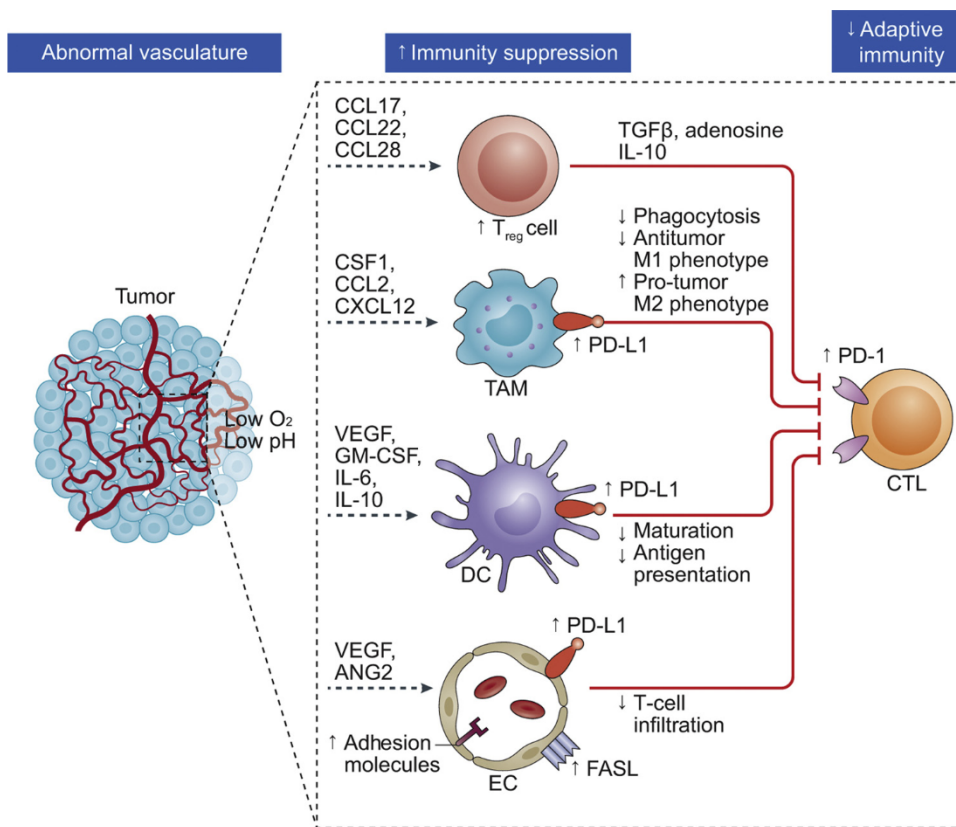 Abnormal vasculature
↑ Immunity suppression
↓ Adaptive
immunity
CCL17,
CCL22,
CCL28
↑ Treg cell
TGFβ, adenosine
IL-10
CSF1,
CCL2,
CXCL12
TAM
↑ PD-L1
↓ Phagocytosis
↓ Antitumor
M1 phenotype
↑ Pro-tumor
M2 phenotype
Tumor
Low O2
Low pH
↑ PD-1
CTL
VEGF,
GM-CSF,
IL-6,
IL-10
DC
↑ PD-L1
↓ Maturation
↓ Antigen
presentation
VEGF,
ANG2
↑ PD-L1
↑ Adhesion
molecules
EC
↑ FASL
↓ T-cell
infiltration